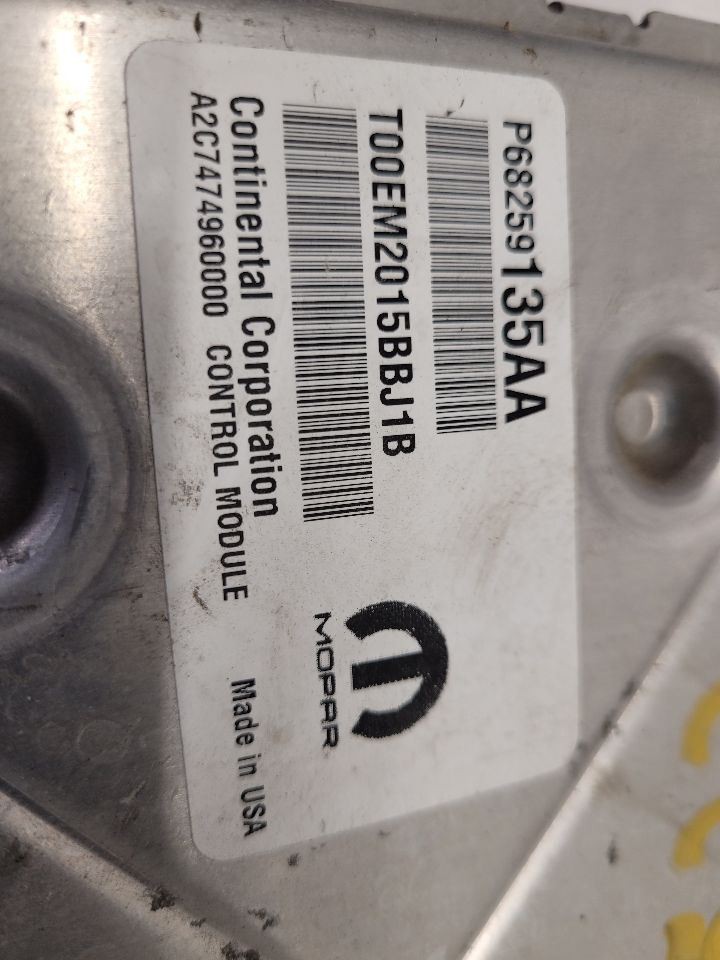 P68259135AA
T00EM2015BBJ1B
Continental Corporation
A2C7474960000 CONTROL MODULE
Made in USA
MOPAR